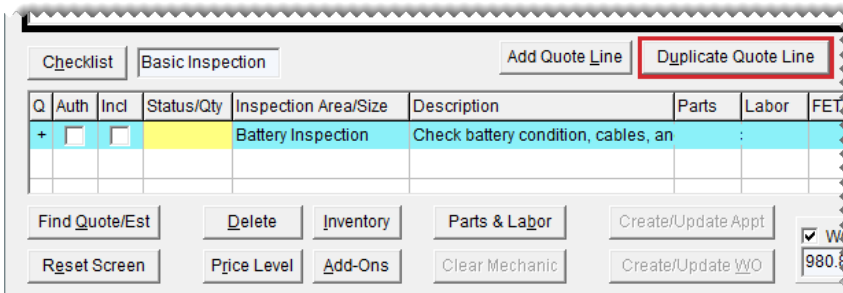 Checklist Basic Inspection Add Quote Line Duplicate Quote Line
Q Auth Incl Status/Qty Inspection Area/Size Description Parts Labor FET
+ Battery Inspection Check battery condition, cables, an :
Find Quote/Est Delete Inventory Parts & Labor Create/Update Appt
Reset Screen Price Level Add-Ons Clear Mechanic Create/Update WO 980.8